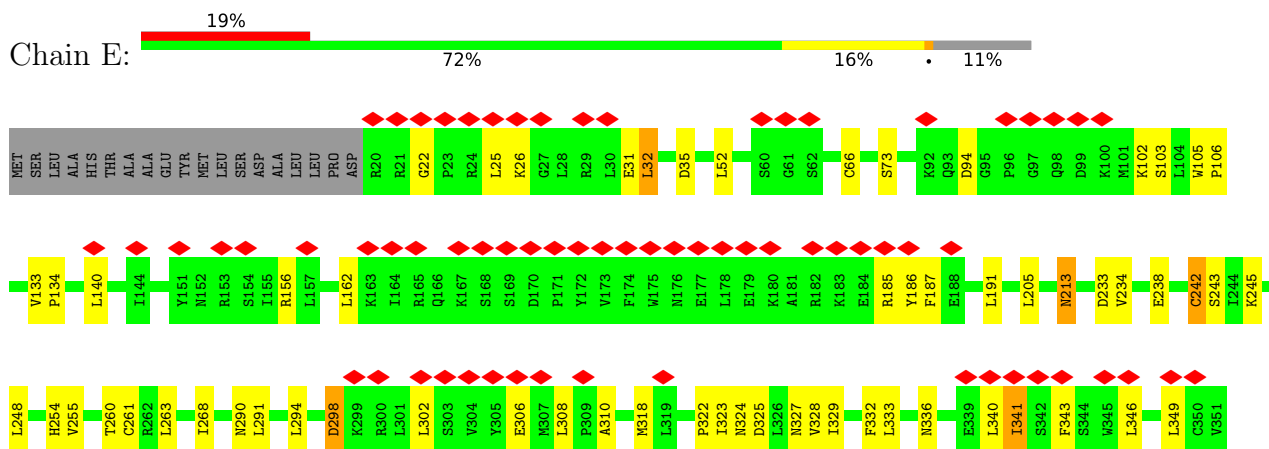 19%
Chain E:
72% 16% • 11%
MET SER LEU ALA HIS THR ALA ALA GLU TYR MET LEU SER ASP ALA LEU LEU PRO ASP R20 R21 G22 P23 R24 L25 K26 G27 L28 R29 L30 E31 L32 D35 L52 S60 G61 S62 C66 S73 K92 Q93 D94 G95 P96 G97 Q98 D99 K100 M101 K102 S103 L104 W105 P106
V133 P134 L140 I144 Y151 N152 R153 S154 I155 R156 L157 L162 K163 I164 R165 Q166 K167 S168 S169 D170 P171 Y172 V173 F174 W175 N176 E177 L178 E179 K180 A181 R182 K183 E184 R185 Y186 F187 E188 L191 L205 N213 D233 V234 E238 C242 S243 I244 K245
L248 H254 V255 T260 C261 R262 L263 I268 N290 L291 L294 D298 K299 R300 L301 L302 S303 V304 Y305 E306 M307 L308 P309 A310 M318 L319 P322 I323 N324 D325 L326 N327 V328 I329 F332 L333 N336 E339 L340 I341 S342 F343 S344 W345 L346 L349 C350 V351